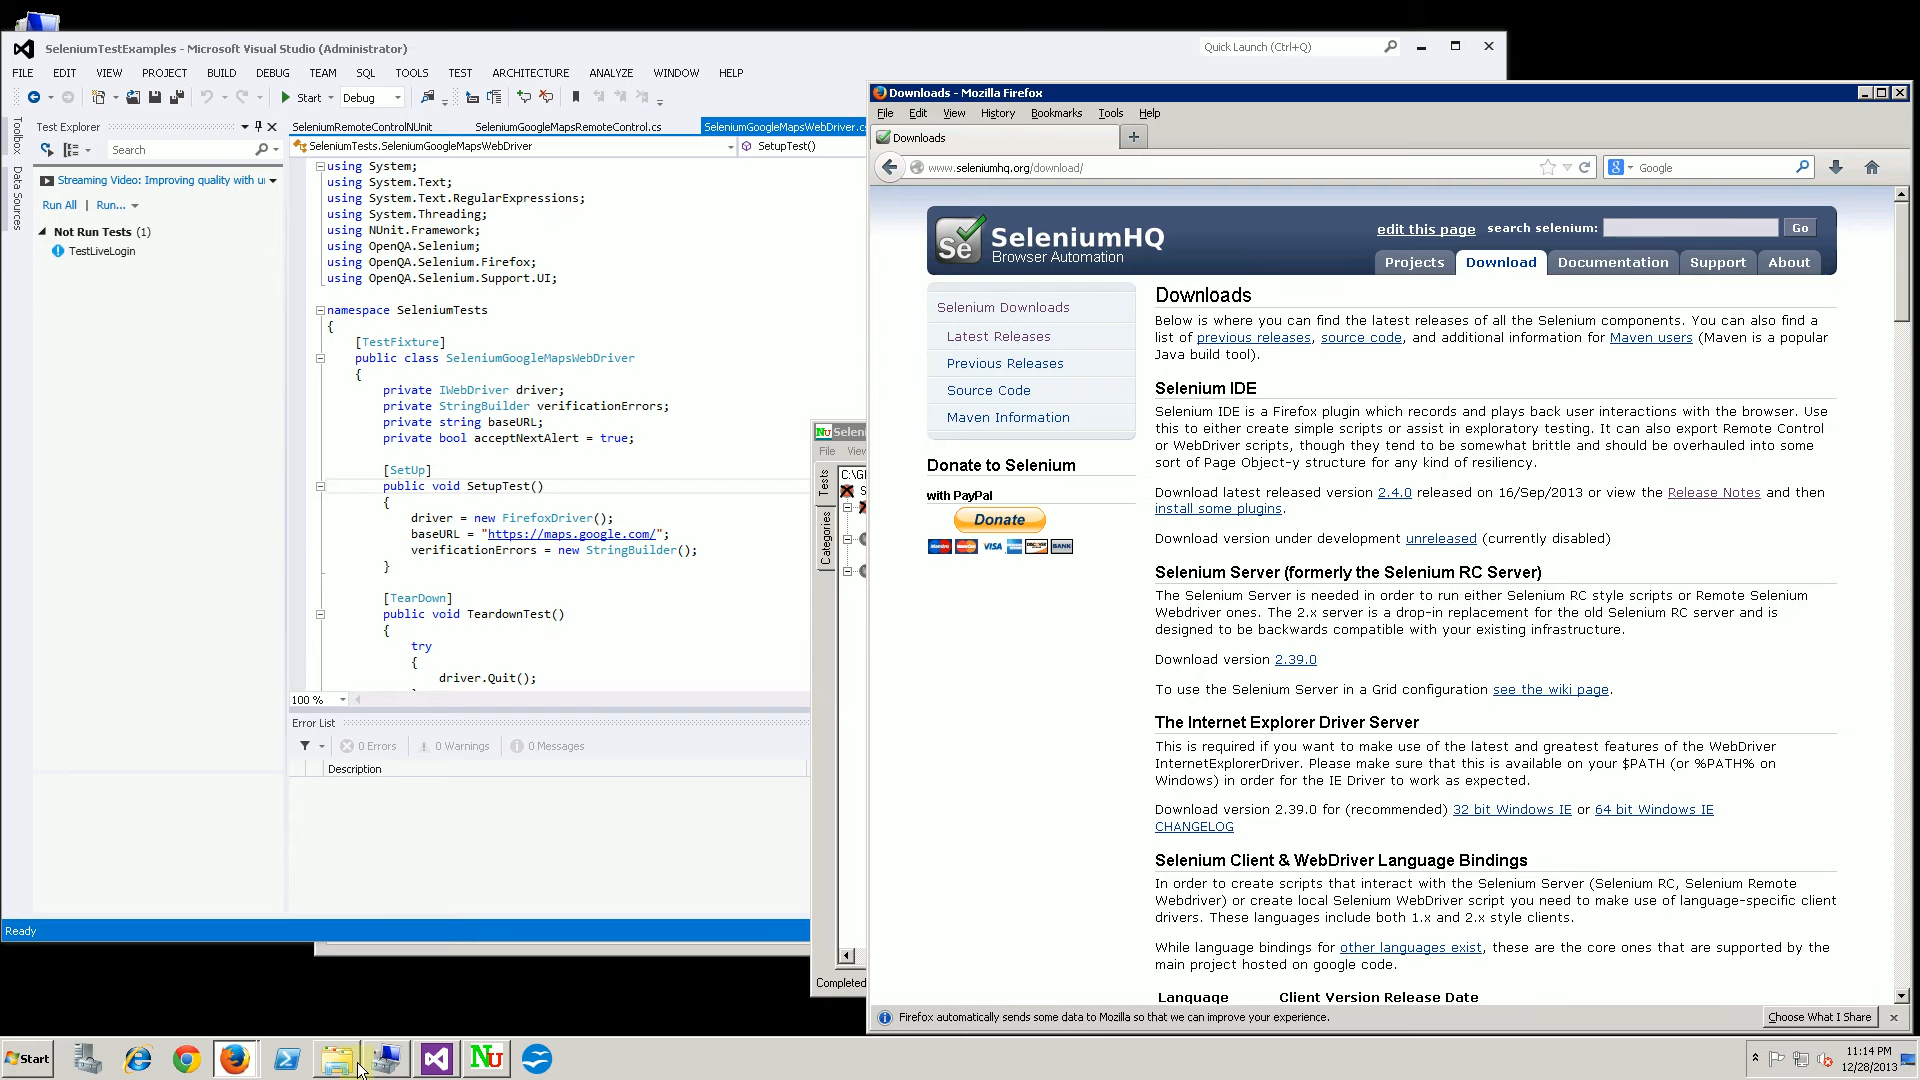 SeleniumTestExamples - Microsoft Visual Studio (Administrator)
Quick Launch (Ctrl+Q)
FILE EDIT VIEW PROJECT BUILD DEBUG TEAM SQL TOOLS TEST ARCHITECTURE ANALYZE WINDOW HELP
Start Debug
Toolbox
Data Sources
Test Explorer
Search
Streaming Video: Improving quality with u
Run All | Run...
Not Run Tests (1)
TestLiveLogin
SeleniumRemoteControlNUnit SeleniumGoogleMapsRemoteControl.cs SeleniumGoogleMapsWebDriver.cs
SeleniumTests.SeleniumGoogleMapsWebDriver SetupTest()
using System;
using System.Text;
using System.Text.RegularExpressions;
using System.Threading;
using NUnit.Framework;
using OpenQA.Selenium;
using OpenQA.Selenium.Firefox;
using OpenQA.Selenium.Support.UI;
namespace SeleniumTests
{
[TestFixture]
public class SeleniumGoogleMapsWebDriver
{
private IWebDriver driver;
private StringBuilder verificationErrors;
private string baseURL;
private bool acceptNextAlert = true;
[SetUp]
public void SetupTest()
{
driver = new FirefoxDriver();
baseURL = "https://maps.google.com/";
verificationErrors = new StringBuilder();
}
[TearDown]
public void TeardownTest()
{
try
{
driver.Quit();
100 %
Error List
0 Errors 0 Warnings 0 Messages
Description
Ready
Nu Seleni
File View
Tests
Categories
C:\G
S
Completed
Downloads - Mozilla Firefox
File Edit View History Bookmarks Tools Help
Downloads
www.seleniumhq.org/download/
8 Google
Se SeleniumHQ
Browser Automation
edit this page search selenium: Go
Projects Download Documentation Support About
Selenium Downloads
Latest Releases
Previous Releases
Source Code
Maven Information
Donate to Selenium
with PayPal
Donate
VISA BANK
Downloads
Below is where you can find the latest releases of all the Selenium components. You can also find a
list of previous releases, source code, and additional information for Maven users (Maven is a popular
Java build tool).
Selenium IDE
Selenium IDE is a Firefox plugin which records and plays back user interactions with the browser. Use
this to either create simple scripts or assist in exploratory testing. It can also export Remote Control
or WebDriver scripts, though they tend to be somewhat brittle and should be overhauled into some
sort of Page Object-y structure for any kind of resiliency.
Download latest released version 2.4.0 released on 16/Sep/2013 or view the Release Notes and then
install some plugins.
Download version under development unreleased (currently disabled)
Selenium Server (formerly the Selenium RC Server)
The Selenium Server is needed in order to run either Selenium RC style scripts or Remote Selenium
Webdriver ones. The 2.x server is a drop-in replacement for the old Selenium RC server and is
designed to be backwards compatible with your existing infrastructure.
Download version 2.39.0
To use the Selenium Server in a Grid configuration see the wiki page.
The Internet Explorer Driver Server
This is required if you want to make use of the latest and greatest features of the WebDriver
InternetExplorerDriver. Please make sure that this is available on your $PATH (or %PATH% on
Windows) in order for the IE Driver to work as expected.
Download version 2.39.0 for (recommended) 32 bit Windows IE or 64 bit Windows IE
CHANGELOG
Selenium Client & WebDriver Language Bindings
In order to create scripts that interact with the Selenium Server (Selenium RC, Selenium Remote
Webdriver) or create local Selenium WebDriver script you need to make use of language-specific client
drivers. These languages include both 1.x and 2.x style clients.
While language bindings for other languages exist, these are the core ones that are supported by the
main project hosted on google code.
Language Client Version Release Date
Firefox automatically sends some data to Mozilla so that we can improve your experience.
Choose What I Share
Start
Nu
11:14 PM
12/28/2013